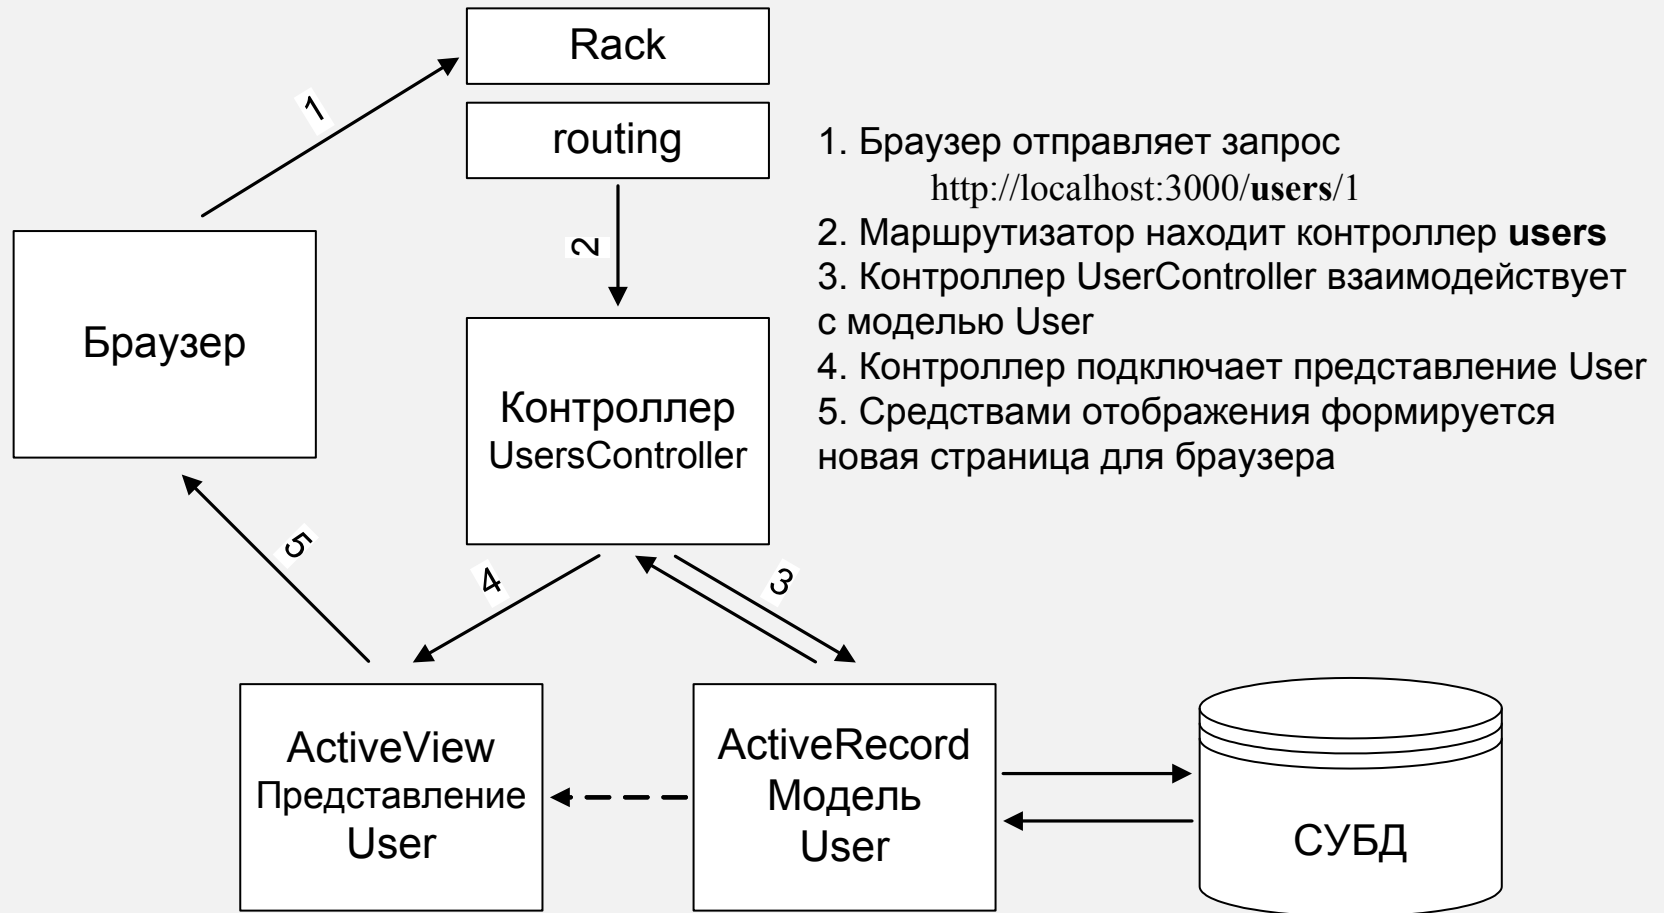 Rack
1
routing
1. Браузер отправляет запрос
http://localhost:3000/users/1
2
2. Маршрутизатор находит контроллер users
3. Контроллер UserController взаимодействует
с моделью User
Браузер
4. Контроллер подключает представление User
Контроллер
UsersController
5. Средствами отображения формируется
новая страница для браузера
5
4
3
ActiveView
Представление
User
ActiveRecord
Модель
User
СУБД